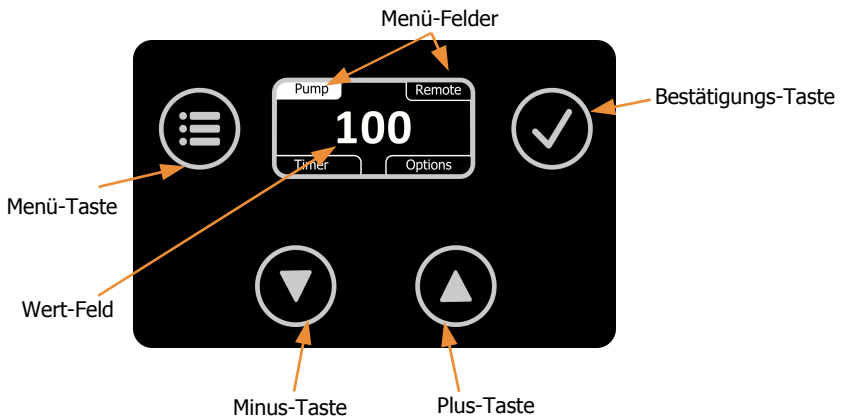 Menü-Felder
Pump
Remote
Bestätigungs-Taste
100
Timer
Options
Menü-Taste
Wert-Feld
Minus-Taste
Plus-Taste